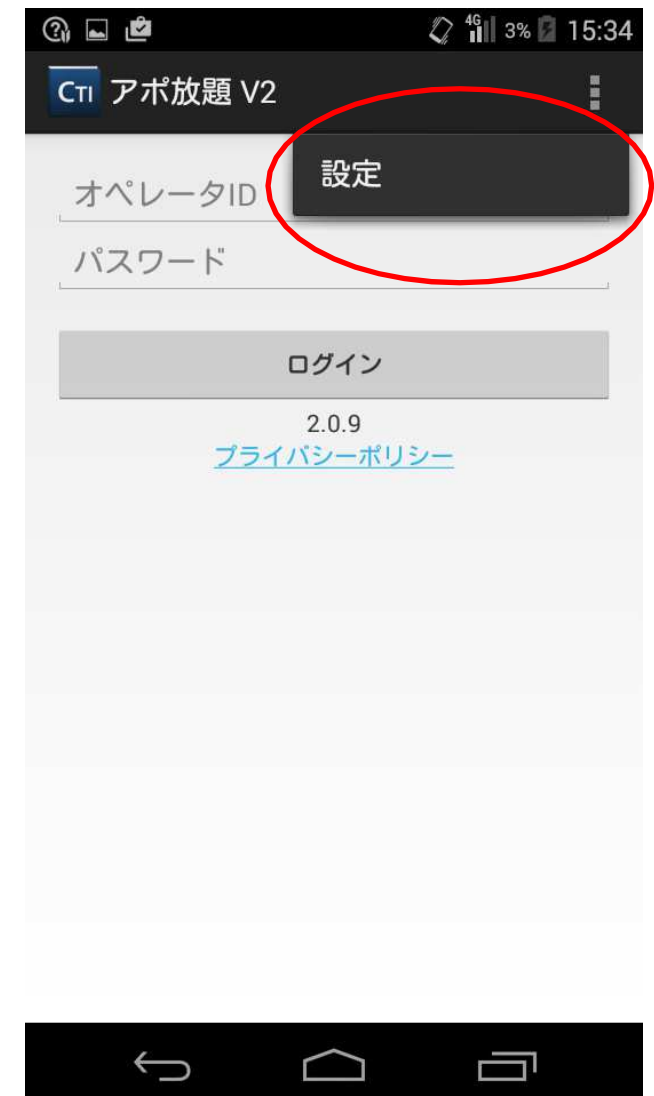 4G 3% 15:34
CTI アポ放題 V2
設定
オペレータID
パスワード
ログイン
2.0.9
プライバシーポリシー